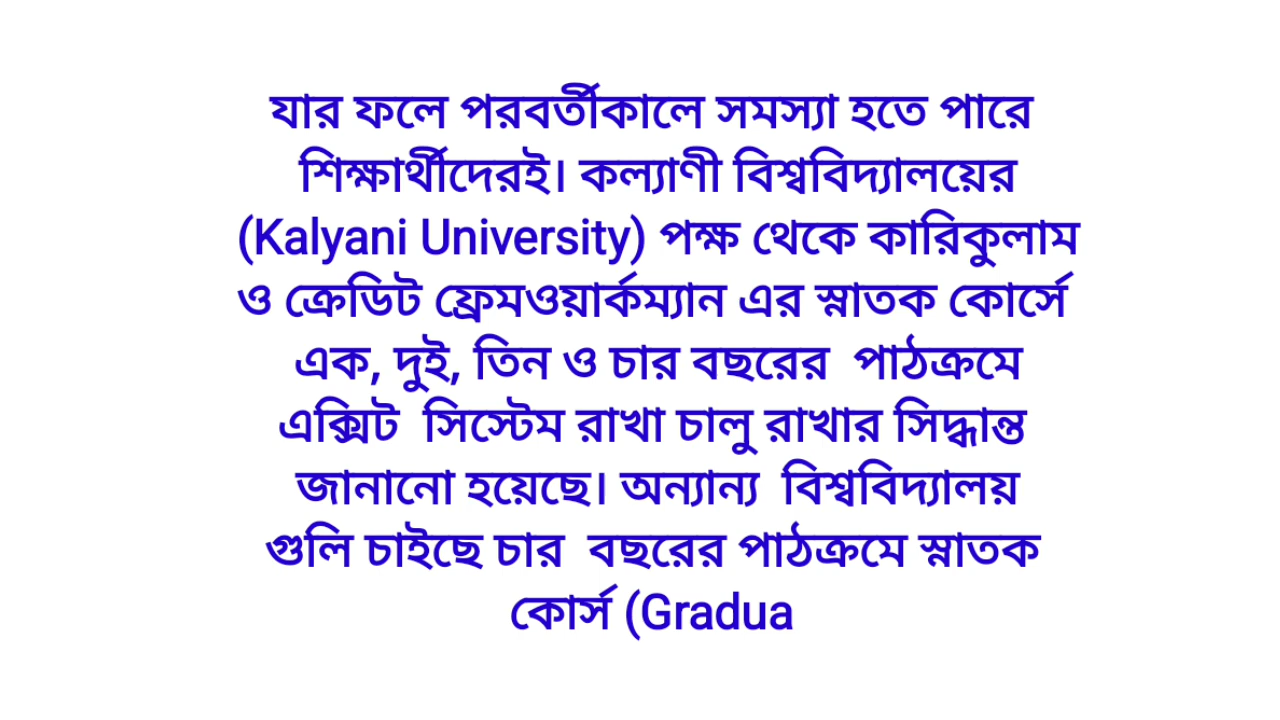 যার ফলে পরবর্তীকালে সমস্যা হতে পারে
শিক্ষার্থীদেরই। কল্যাণী বিশ্ববিদ্যালয়ের
(Kalyani University) পক্ষ থেকে কারিকুলাম
ও ক্রেডিট ফ্রেমওয়ার্কম্যান এর স্নাতক কোর্সে
এক, দুই, তিন ও চার বছরের পাঠক্রমে
এক্সিট সিস্টেম রাখা চালু রাখার সিদ্ধান্ত
জানানো হয়েছে। অন্যান্য বিশ্ববিদ্যালয়
গুলি চাইছে চার বছরের পাঠক্রমে স্নাতক
কোর্স (Gradua